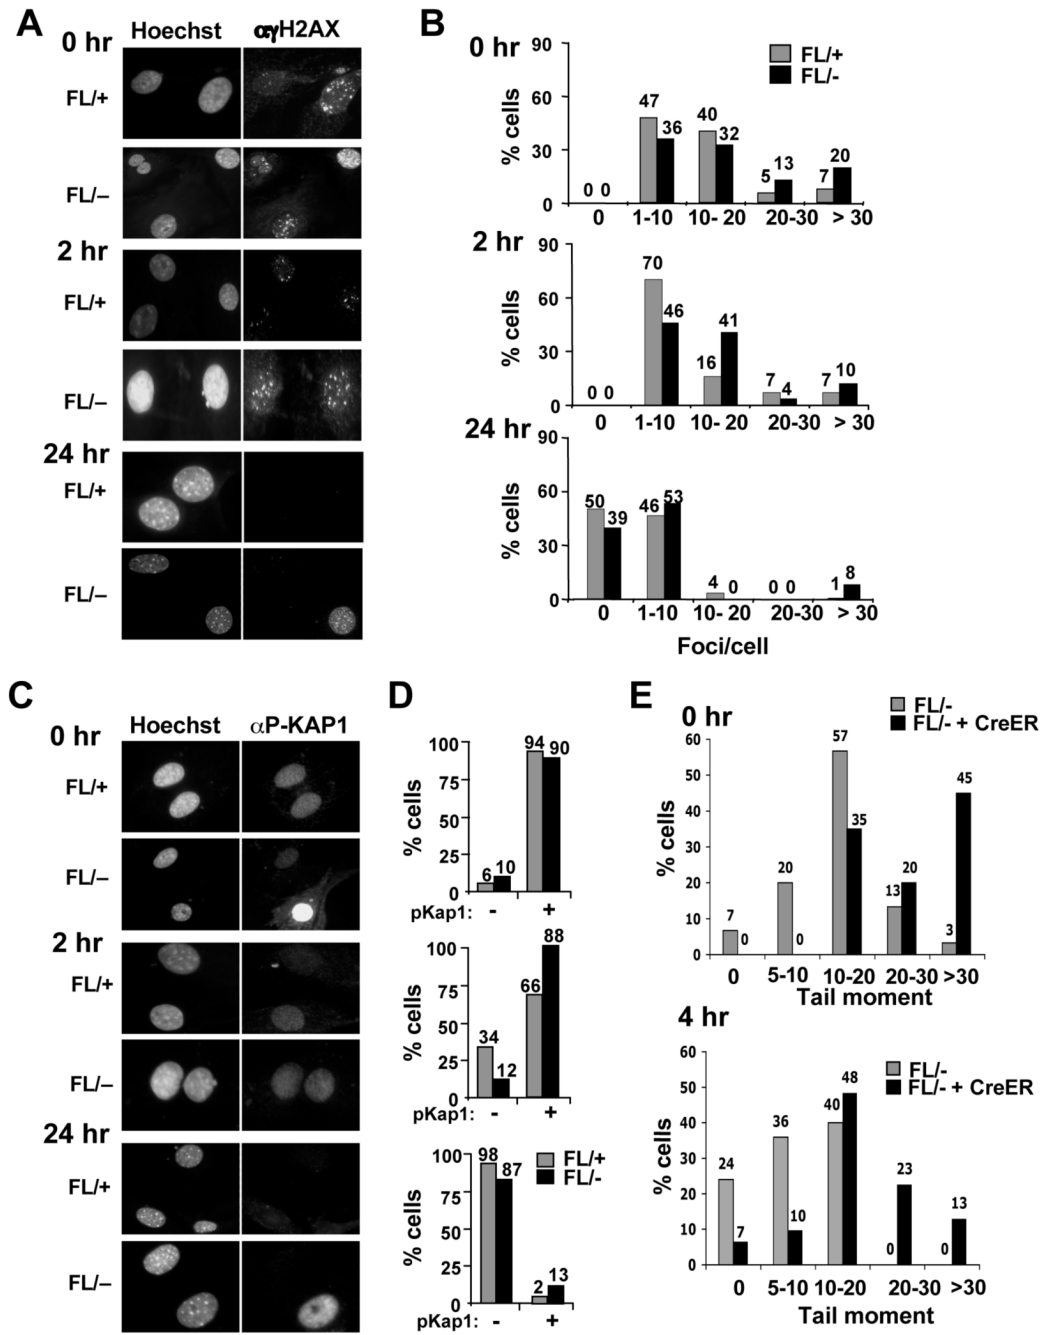 A
Hoechst
αγH2AX
0 hr
FL/+
FL/–
2 hr
FL/+
FL/–
24 hr
FL/+
FL/–
B
0 hr
FL/+
FL/-
% cells
90
60
30
0
0 0
47 36
40 32
5 13
7 20
0 1-10 10- 20 20-30 > 30
2 hr
% cells
90
60
30
0
0 0
70 46
16 41
7 4
7 10
0 1-10 10- 20 20-30 > 30
24 hr
% cells
90
60
30
0
50 39
46 53
4 0
0 0
1 8
0 1-10 10- 20 20-30 > 30
Foci/cell
C
Hoechst
αP-KAP1
0 hr
FL/+
FL/–
2 hr
FL/+
FL/–
24 hr
FL/+
FL/–
D
% cells
100
75
50
25
0
6 10
94 90
pKap1: - +
% cells
100
75
50
25
0
34 12
66 88
pKap1: - +
FL/+
FL/-
% cells
100
75
50
25
0
98 87
2 13
pKap1: - +
E
0 hr
FL/-
FL/- + CreER
% cells
60
50
40
30
20
10
0
7 0
20 0
57 35
13 20
3 45
0 5-10 10-20 20-30 >30
Tail moment
4 hr
FL/-
FL/- + CreER
% cells
60
50
40
30
20
10
0
24 7
36 10
40 48
0 23
0 13
0 5-10 10-20 20-30 >30
Tail moment